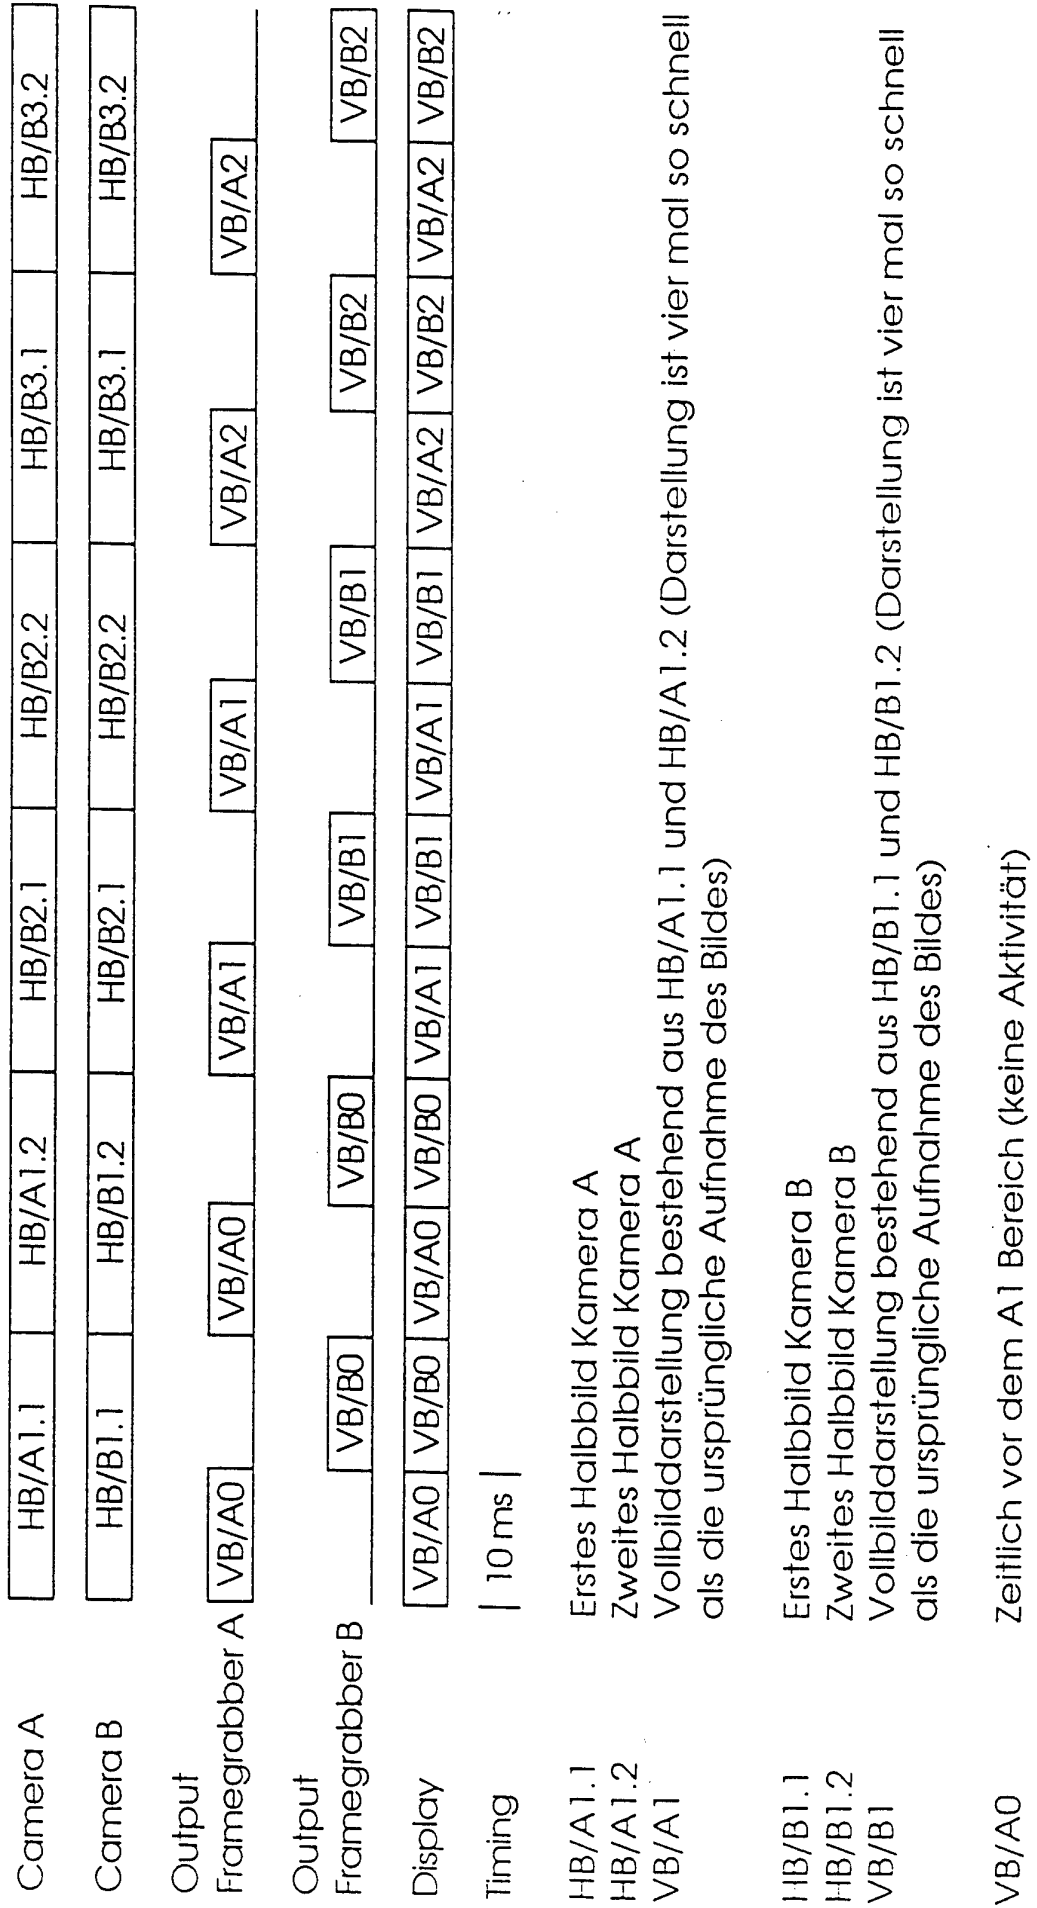 Camera A HB/A1.1 HB/A1.2 HB/B2.1 HB/B2.2 HB/B3.1 HB/B3.2
Camera B HB/B1.1 HB/B1.2 HB/B2.1 HB/B2.2 HB/B3.1 HB/B3.2
Output
Framegrabber A VB/A0 VB/A0 VB/A1 VB/A1 VB/A2 VB/A2
Output
Framegrabber B VB/B0 VB/B0 VB/B1 VB/B1 VB/B2 VB/B2
Display VB/A0 VB/B0 VB/A0 VB/B0 VB/A1 VB/B1 VB/A1 VB/B1 VB/A2 VB/B2 VB/A2 VB/B2
Timing | 10 ms |
HB/A1.1 Erstes Halbbild Kamera A
HB/A1.2 Zweites Halbbild Kamera A
VB/A1 Vollbilddarstellung bestehend aus HB/A1.1 und HB/A1.2 (Darstellung ist vier mal so schnell
als die ursprüngliche Aufnahme des Bildes)
HB/B1.1 Erstes Halbbild Kamera B
HB/B1.2 Zweites Halbbild Kamera B
VB/B1 Vollbilddarstellung bestehend aus HB/B1.1 und HB/B1.2 (Darstellung ist vier mal so schnell
als die ursprüngliche Aufnahme des Bildes)
VB/A0 Zeitlich vor dem A1 Bereich (keine Aktivität)